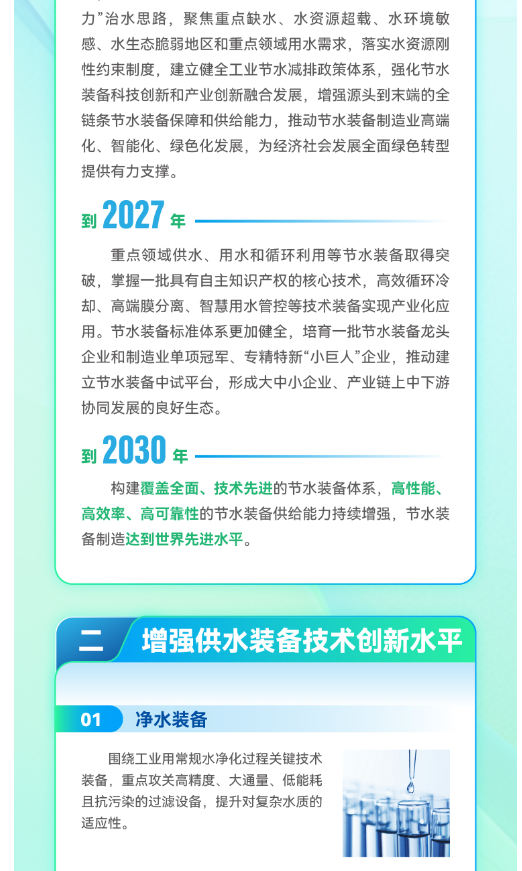 力”治水思路，聚焦重点缺水、水资源超载、水环境敏
感、水生态脆弱地区和重点领域用水需求，落实水资源刚
性约束制度，建立健全工业节水减排政策体系，强化节水
装备科技创新和产业创新融合发展，增强源头到末端的全
链条节水装备保障和供给能力，推动节水装备制造业高端
化、智能化、绿色化发展，为经济社会发展全面绿色转型
提供有力支撑。
到2027年
重点领域供水、用水和循环利用等节水装备取得突
破，掌握一批具有自主知识产权的核心技术，高效循环冷
却、高端膜分离、智慧用水管控等技术装备实现产业化应
用。节水装备标准体系更加健全，培育一批节水装备龙头
企业和制造业单项冠军、专精特新“小巨人”企业，推动建
立节水装备中试平台，形成大中小企业、产业链上中下游
协同发展的良好生态。
到2030年
构建覆盖全面、技术先进的节水装备体系，高性能、
高效率、高可靠性的节水装备供给能力持续增强，节水装
备制造达到世界先进水平。
二 增强供水装备技术创新水平
01 净水装备
围绕工业用常规水净化过程关键技术
装备，重点攻关高精度、大通量、低能耗
且抗污染的过滤设备，提升对复杂水质的
适应性。